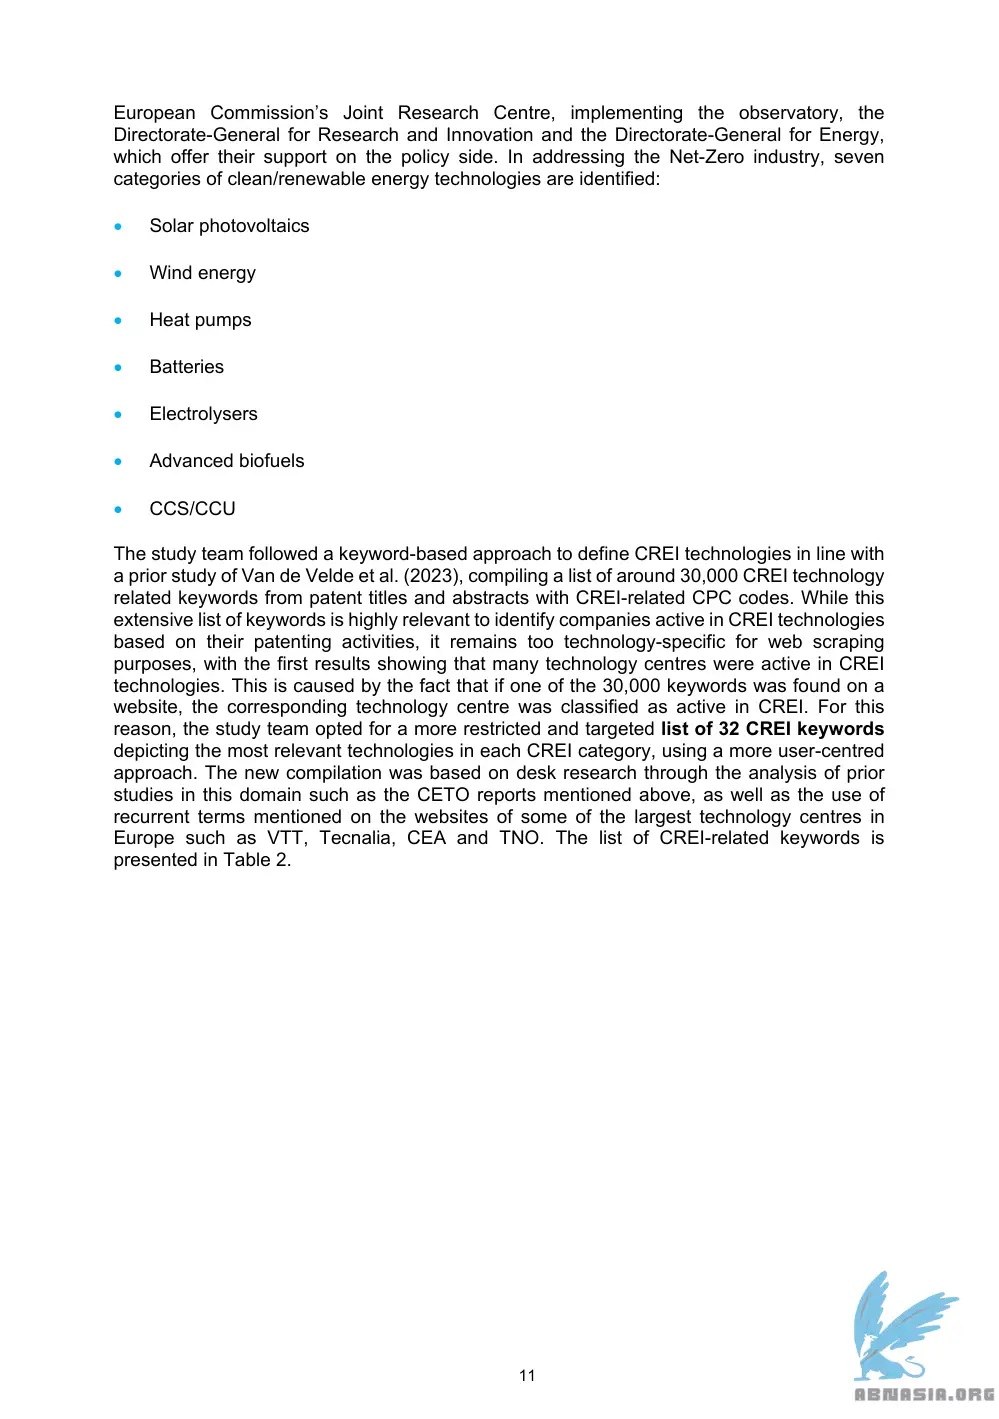 European Commission’s Joint Research Centre, implementing the observatory, the
Directorate-General for Research and Innovation and the Directorate-General for Energy,
which offer their support on the policy side. In addressing the Net-Zero industry, seven
categories of clean/renewable energy technologies are identified:
• Solar photovoltaics
• Wind energy
• Heat pumps
• Batteries
• Electrolysers
• Advanced biofuels
• CCS/CCU
The study team followed a keyword-based approach to define CREI technologies in line with
a prior study of Van de Velde et al. (2023), compiling a list of around 30,000 CREI technology
related keywords from patent titles and abstracts with CREI-related CPC codes. While this
extensive list of keywords is highly relevant to identify companies active in CREI technologies
based on their patenting activities, it remains too technology-specific for web scraping
purposes, with the first results showing that many technology centres were active in CREI
technologies. This is caused by the fact that if one of the 30,000 keywords was found on a
website, the corresponding technology centre was classified as active in CREI. For this
reason, the study team opted for a more restricted and targeted list of 32 CREI keywords
depicting the most relevant technologies in each CREI category, using a more user-centred
approach. The new compilation was based on desk research through the analysis of prior
studies in this domain such as the CETO reports mentioned above, as well as the use of
recurrent terms mentioned on the websites of some of the largest technology centres in
Europe such as VTT, Tecnalia, CEA and TNO. The list of CREI-related keywords is
presented in Table 2.
11
ABNASIA.ORG